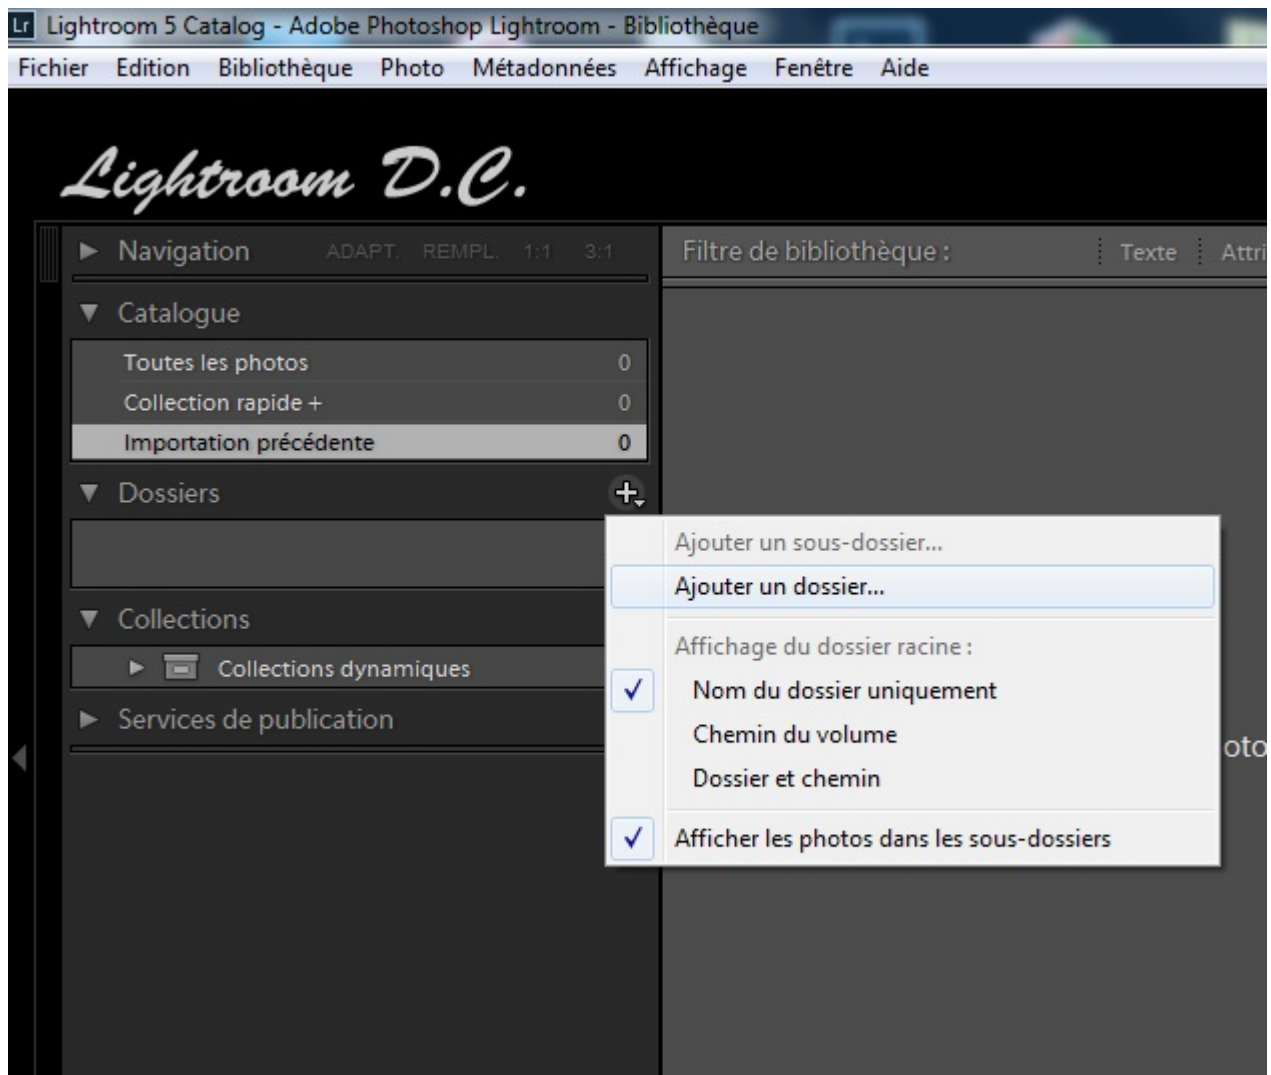 Lr Lightroom 5 Catalog - Adobe Photoshop Lightroom - Bibliothèque
Fichier Edition Bibliothèque Photo Métadonnées Affichage Fenêtre Aide
Lightroom D.C.
Navigation ADAPT. REMPL. 1:1 3:1
Filtre de bibliothèque : Texte Attri
Catalogue
Toutes les photos 0
Collection rapide + 0
Importation précédente 0
Dossiers
Ajouter un sous-dossier...
Ajouter un dossier...
Collections
Affichage du dossier racine :
Collections dynamiques
Nom du dossier uniquement
Services de publication
Chemin du volume
oto
Dossier et chemin
Afficher les photos dans les sous-dossiers